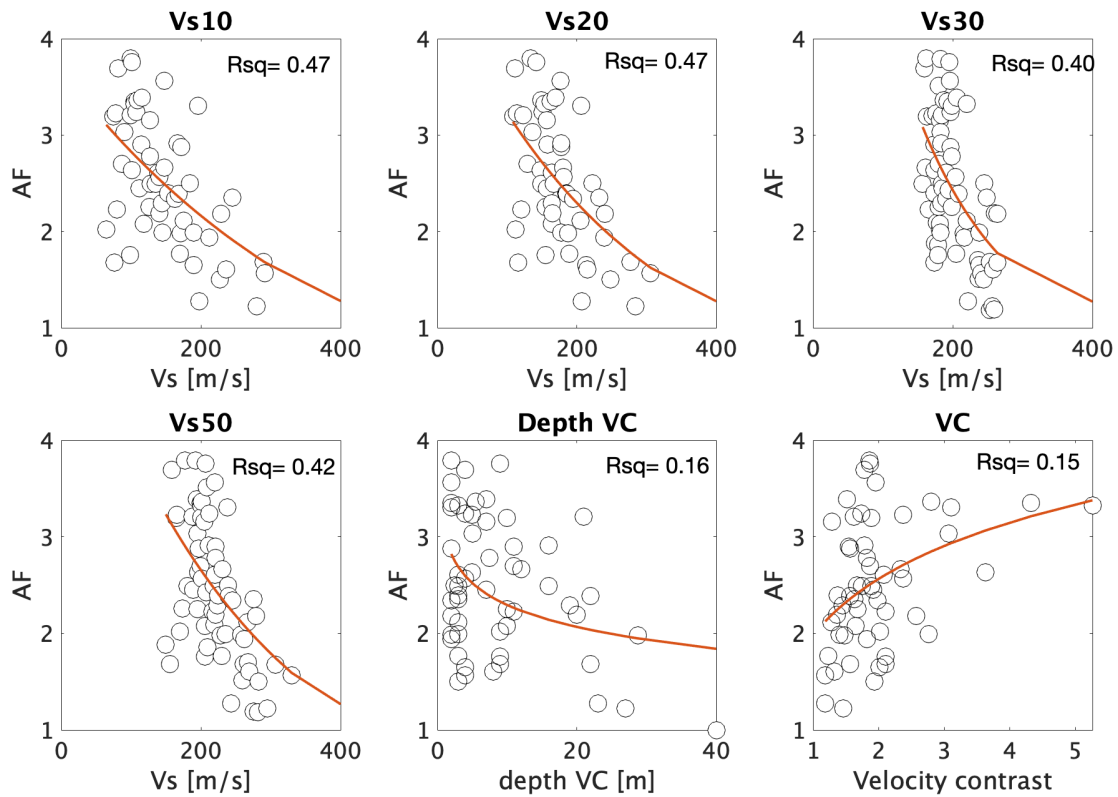 Vs10
Rsq= 0.47
4
3
2
1
AF
0
200
400
Vs [m/s]
Vs20
Rsq= 0.47
4
3
2
1
AF
0
200
400
Vs [m/s]
Vs30
Rsq= 0.40
4
3
2
1
AF
0
200
400
Vs [m/s]
Vs50
Rsq= 0.42
4
3
2
1
AF
0
200
400
Vs [m/s]
Depth VC
Rsq= 0.16
4
3
2
1
AF
0
20
40
depth VC [m]
VC
Rsq= 0.15
4
3
2
1
AF
1
2
3
4
5
Velocity contrast